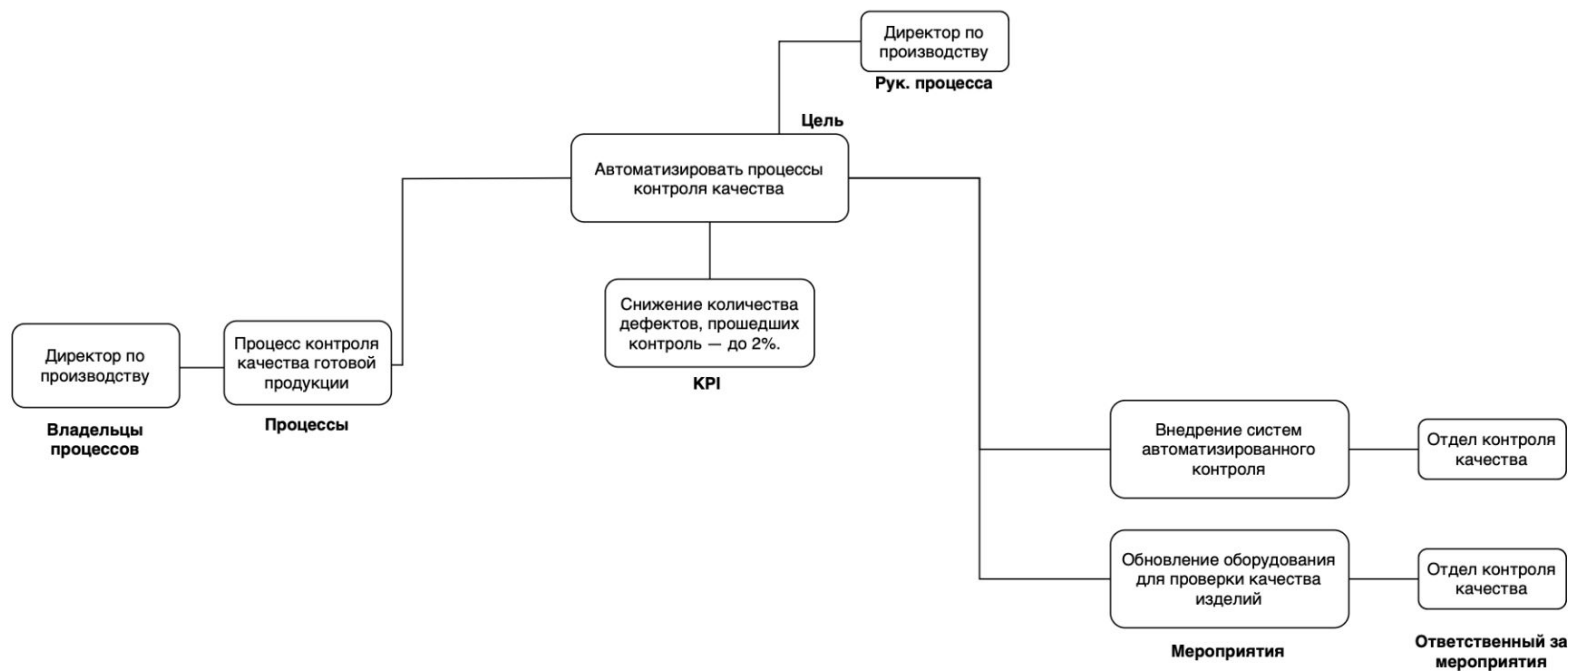 Директор по
производству
Рук. процесса
Цель
Автоматизировать процессы
контроля качества
Снижение количества
дефектов, прошедших
контроль — до 2%.
KPI
Директор по
производству
Владельцы
процессов
Процесс контроля
качества готовой
продукции
Процессы
Внедрение систем
автоматизированного
контроля
Отдел контроля
качества
Обновление оборудования
для проверки качества
изделий
Отдел контроля
качества
Мероприятия
Ответственный за
мероприятия